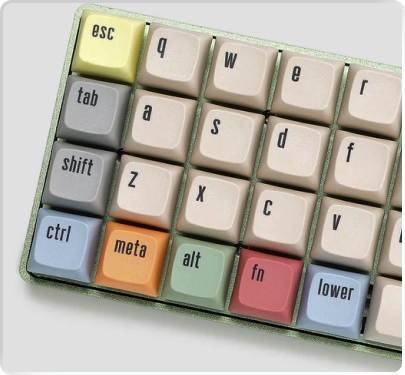 esc q w e r
tab a s d f
shift z x c v
ctrl meta alt fn lower